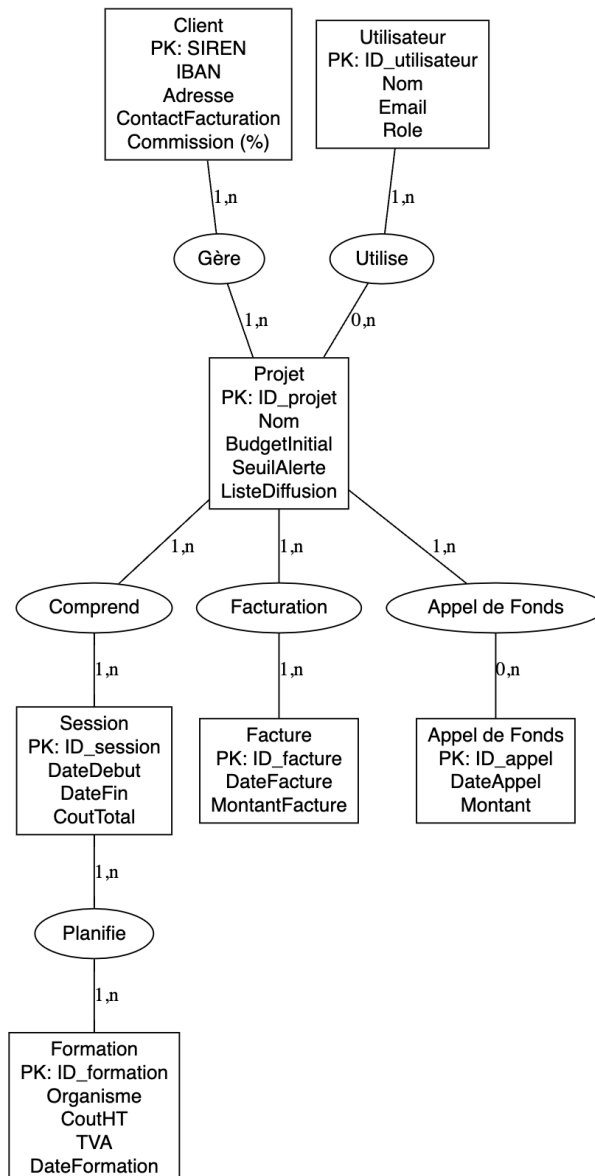 Client
PK: SIREN
IBAN
Adresse
ContactFacturation
Commission (%)
Utilisateur
PK: ID_utilisateur
Nom
Email
Role
1,n
1,n
Gère
Utilise
1,n
0,n
Projet
PK: ID_projet
Nom
BudgetInitial
SeuilAlerte
ListeDiffusion
1,n
1,n
1,n
Comprend
Facturation
Appel de Fonds
1,n
1,n
0,n
Session
PK: ID_session
DateDebut
DateFin
CoutTotal
Facture
PK: ID_facture
DateFacture
MontantFacture
Appel de Fonds
PK: ID_appel
DateAppel
Montant
1,n
Planifie
1,n
Formation
PK: ID_formation
Organisme
CoutHT
TVA
DateFormation